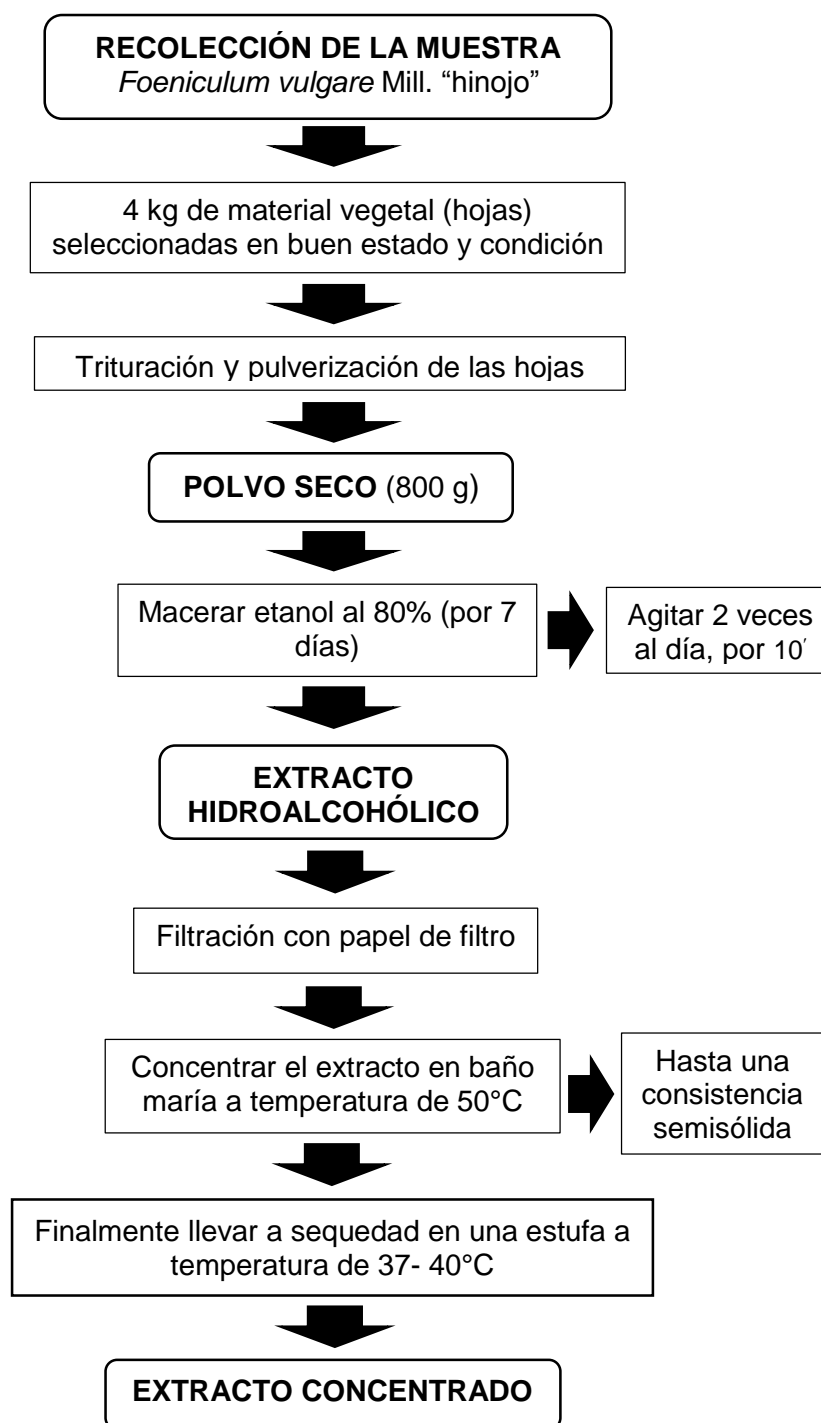 RECOLECCIÓN DE LA MUESTRA
Foeniculum vulgare Mill. “hinojo”
4 kg de material vegetal (hojas)
seleccionadas en buen estado y condición
Trituración y pulverización de las hojas
POLVO SECO (800 g)
Macerar etanol al 80% (por 7
días)
Agitar 2 veces
al día, por 10′
EXTRACTO
HIDROALCOHÓLICO
Filtración con papel de filtro
Concentrar el extracto en baño
maría a temperatura de 50°C
Hasta una
consistencia
semisólida
Finalmente llevar a sequedad en una estufa a
temperatura de 37- 40°C
EXTRACTO CONCENTRADO